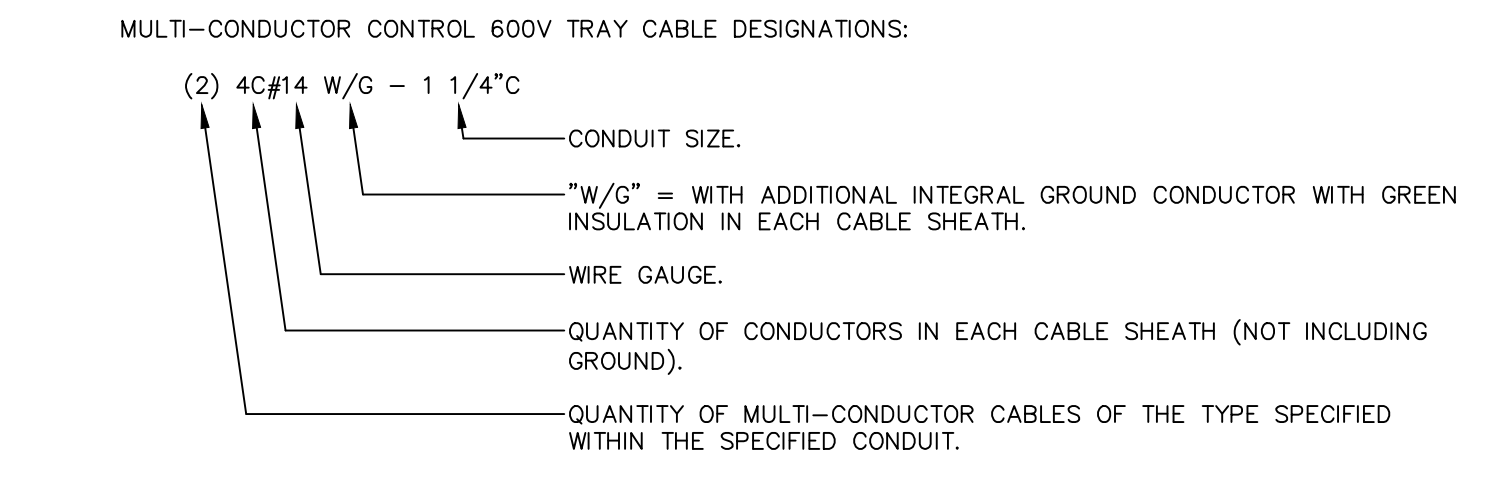 MULTI-CONDUCTOR CONTROL 600V TRAY CABLE DESIGNATIONS:
(2) 4C#14 W/G - 1 1/4"C
CONDUIT SIZE.
"W/G" = WITH ADDITIONAL INTEGRAL GROUND CONDUCTOR WITH GREEN
INSULATION IN EACH CABLE SHEATH.
WIRE GAUGE.
QUANTITY OF CONDUCTORS IN EACH CABLE SHEATH (NOT INCLUDING
GROUND).
QUANTITY OF MULTI-CONDUCTOR CABLES OF THE TYPE SPECIFIED
WITHIN THE SPECIFIED CONDUIT.